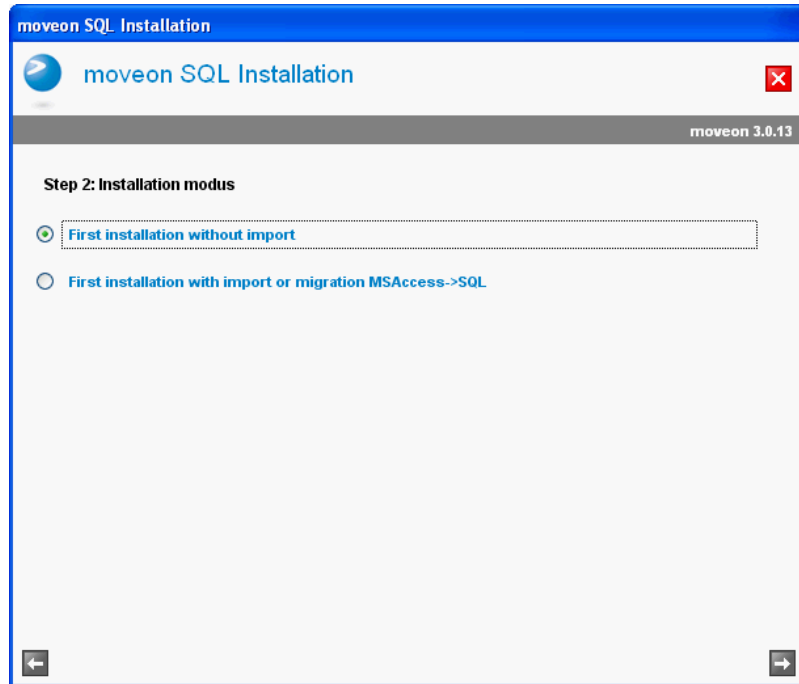 moveon SQL Installation
moveon SQL Installation
moveon 3.0.13
Step 2: Installation modus
First installation without import
First installation with import or migration MSAccess->SQL